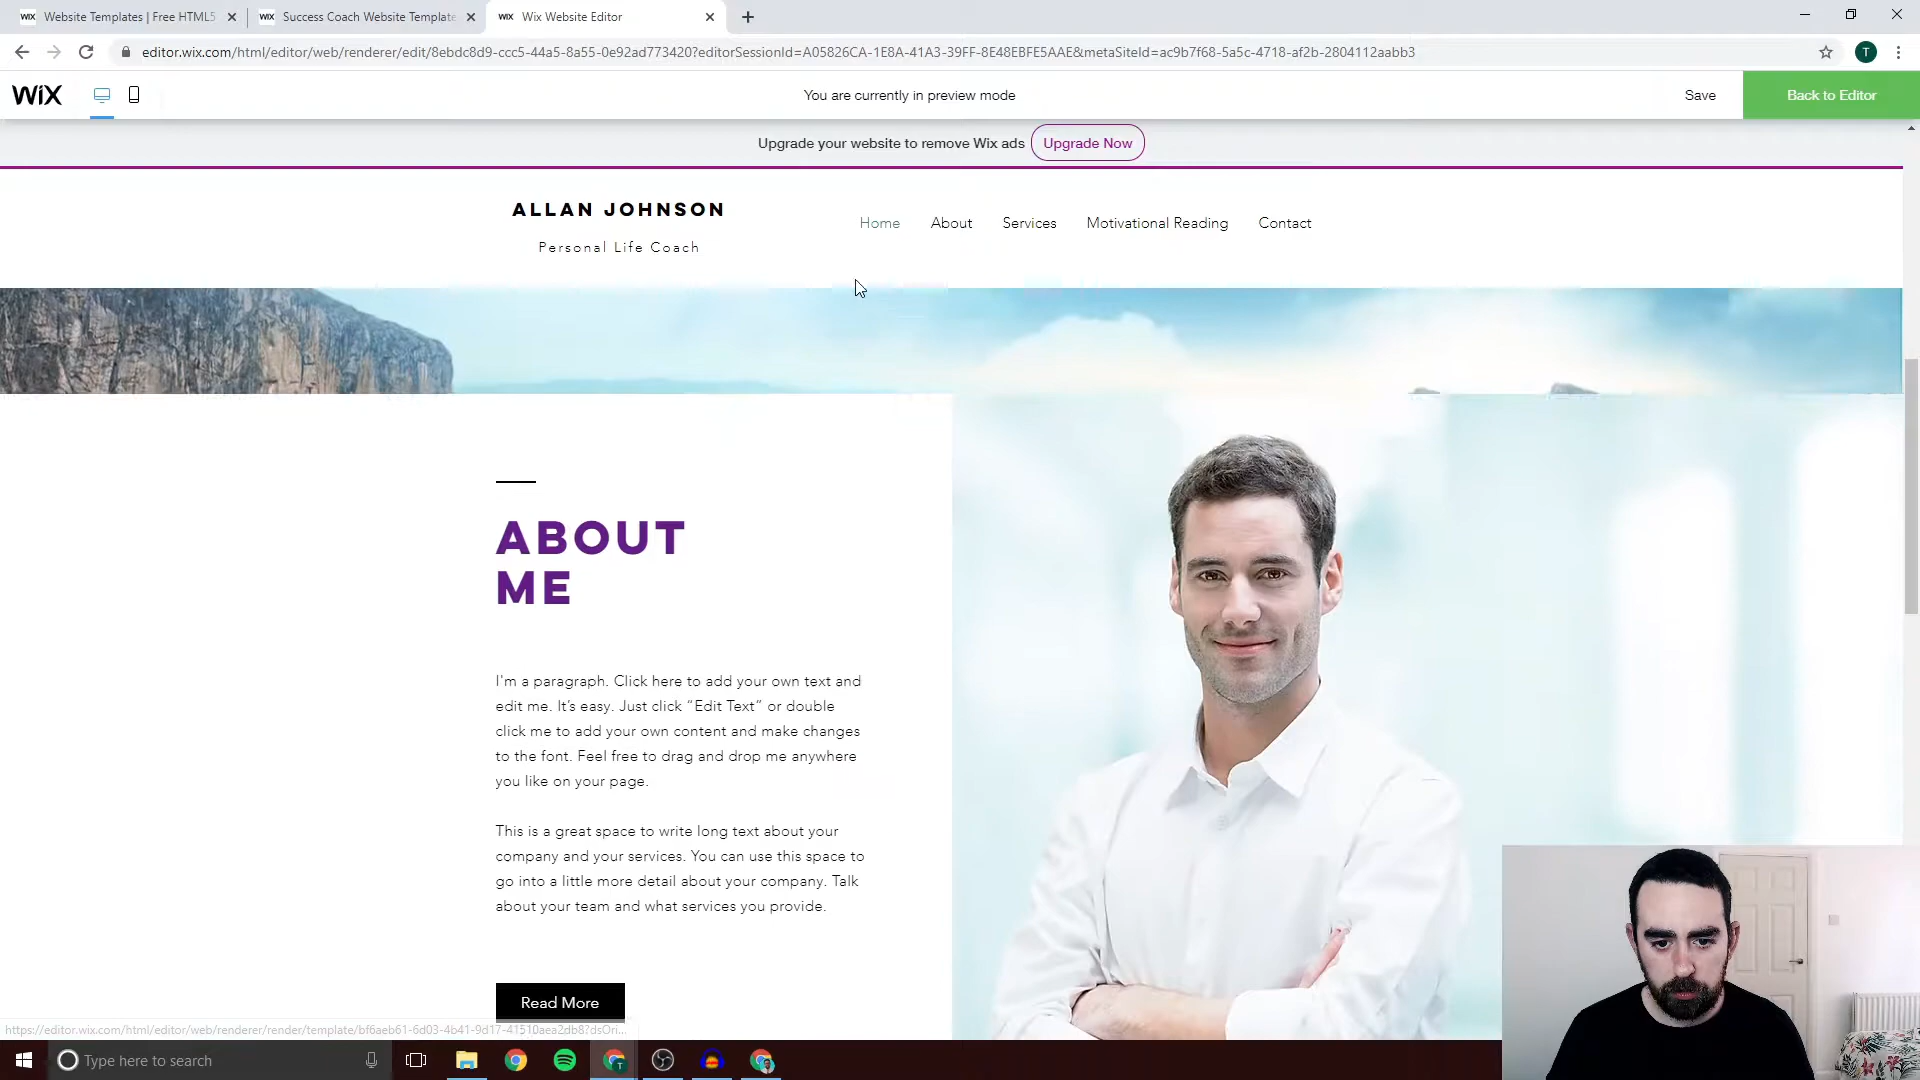 WiX Website Templates | Free HTML5
WiX Success Coach Website Template
WiX Wix Website Editor
editor.wix.com/html/editor/web/renderer/edit/8ebdc8d9-ccc5-44a5-8a55-0e92ad773420?editorSessionId=A05826CA-1E8A-41A3-39FF-8E48EBFE5AAE&metaSiteId=ac9b7f68-5a5c-4718-af2b-2804112aabb3
T
WiX
You are currently in preview mode
Save
Back to Editor
Upgrade your website to remove Wix ads
Upgrade Now
ALLAN JOHNSON
Personal Life Coach
Home
About
Services
Motivational Reading
Contact
ABOUT
ME
I'm a paragraph. Click here to add your own text and
edit me. It's easy. Just click “Edit Text” or double
click me to add your own content and make changes
to the font. Feel free to drag and drop me anywhere
you like on your page.
This is a great space to write long text about your
company and your services. You can use this space to
go into a little more detail about your company. Talk
about your team and what services you provide.
Read More
https://editor.wix.com/html/editor/web/renderer/render/template/bf6aeb61-6d03-4b41-9d17-41510aea2db8?dsOri...
Type here to search